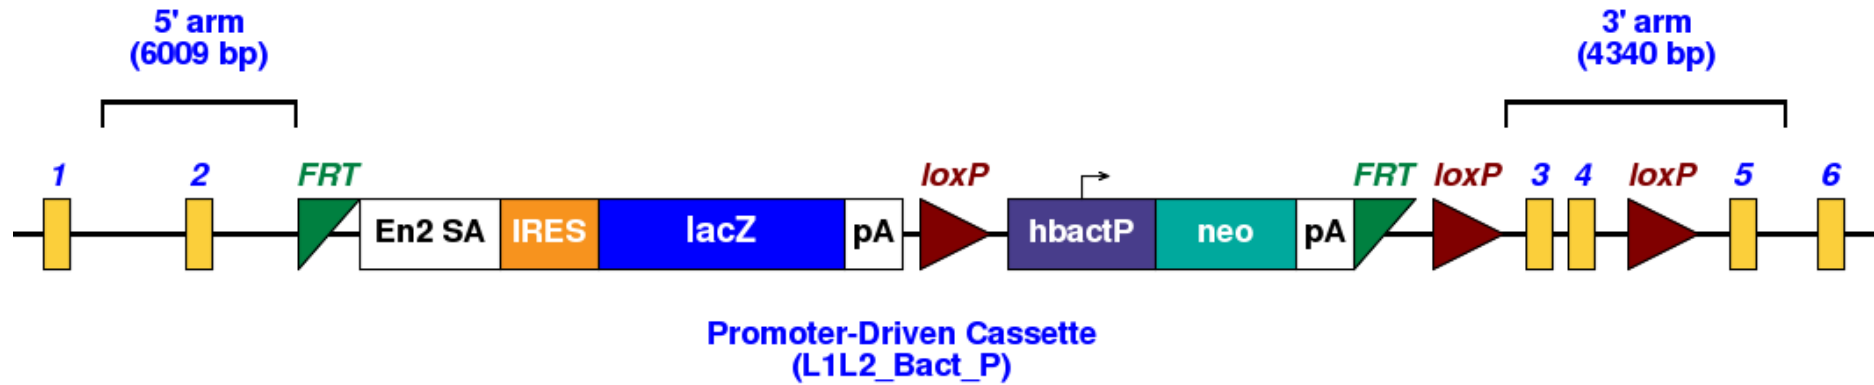 5' arm
(6009 bp)
3' arm
(4340 bp)
1 2 FRT loxP FRT loxP 3 4 loxP 5 6
En2 SA IRES lacZ pA hbactP neo pA
Promoter-Driven Cassette
(L1L2_Bact_P)